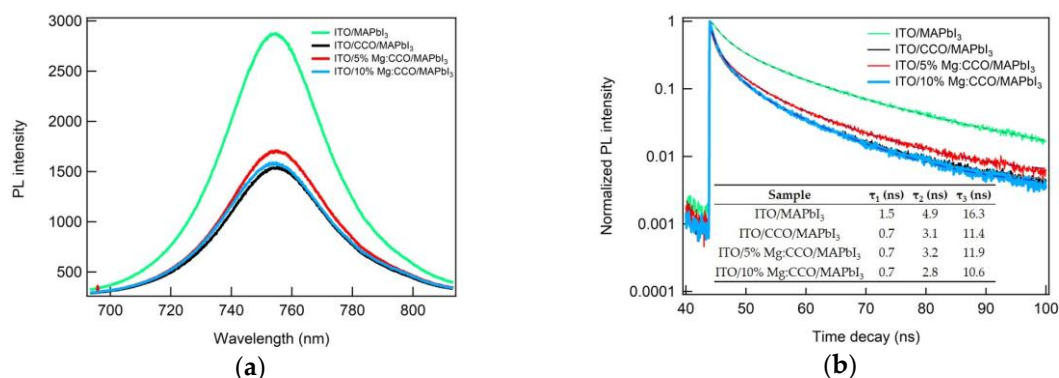 3000
2500
2000
1500
1000
500
PL intensity
700 720 740 760 780 800
Wavelength (nm)
ITO/MAPbI₃
ITO/CCO/MAPbI₃
ITO/5% Mg:CCO/MAPbI₃
ITO/10% Mg:CCO/MAPbI₃
(a)
1
0.1
0.01
0.001
0.0001
Normalized PL intensity
ITO/MAPbI₃
ITO/CCO/MAPbI₃
ITO/5% Mg:CCO/MAPbI₃
ITO/10% Mg:CCO/MAPbI₃
Sample τ₁ (ns) τ₂ (ns) τ₃ (ns)
ITO/MAPbI₃ 1.5 4.9 16.3
ITO/CCO/MAPbI₃ 0.7 3.1 11.4
ITO/5% Mg:CCO/MAPbI₃ 0.7 3.2 11.9
ITO/10% Mg:CCO/MAPbI₃ 0.7 2.8 10.6
40 50 60 70 80 90 100
Time decay (ns)
(b)